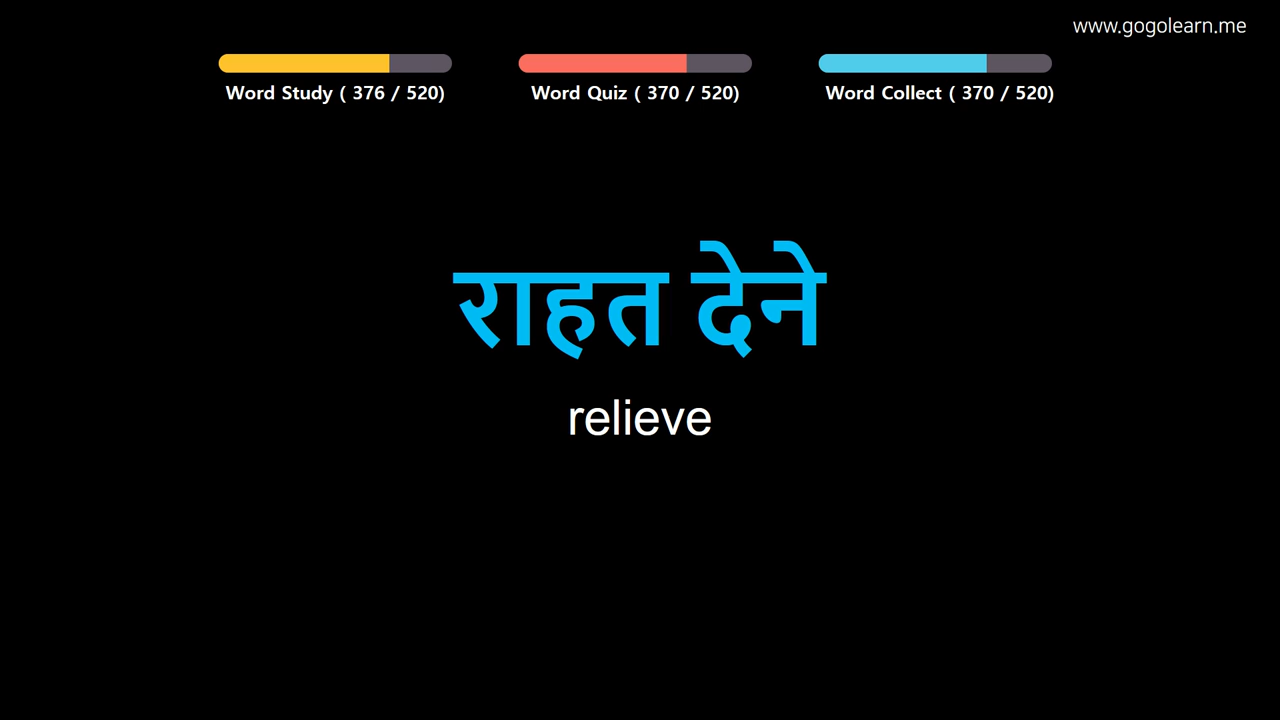 www.gogolearn.me
Word Study ( 376 / 520)
Word Quiz ( 370 / 520)
Word Collect ( 370 / 520)
राहत देने
relieve